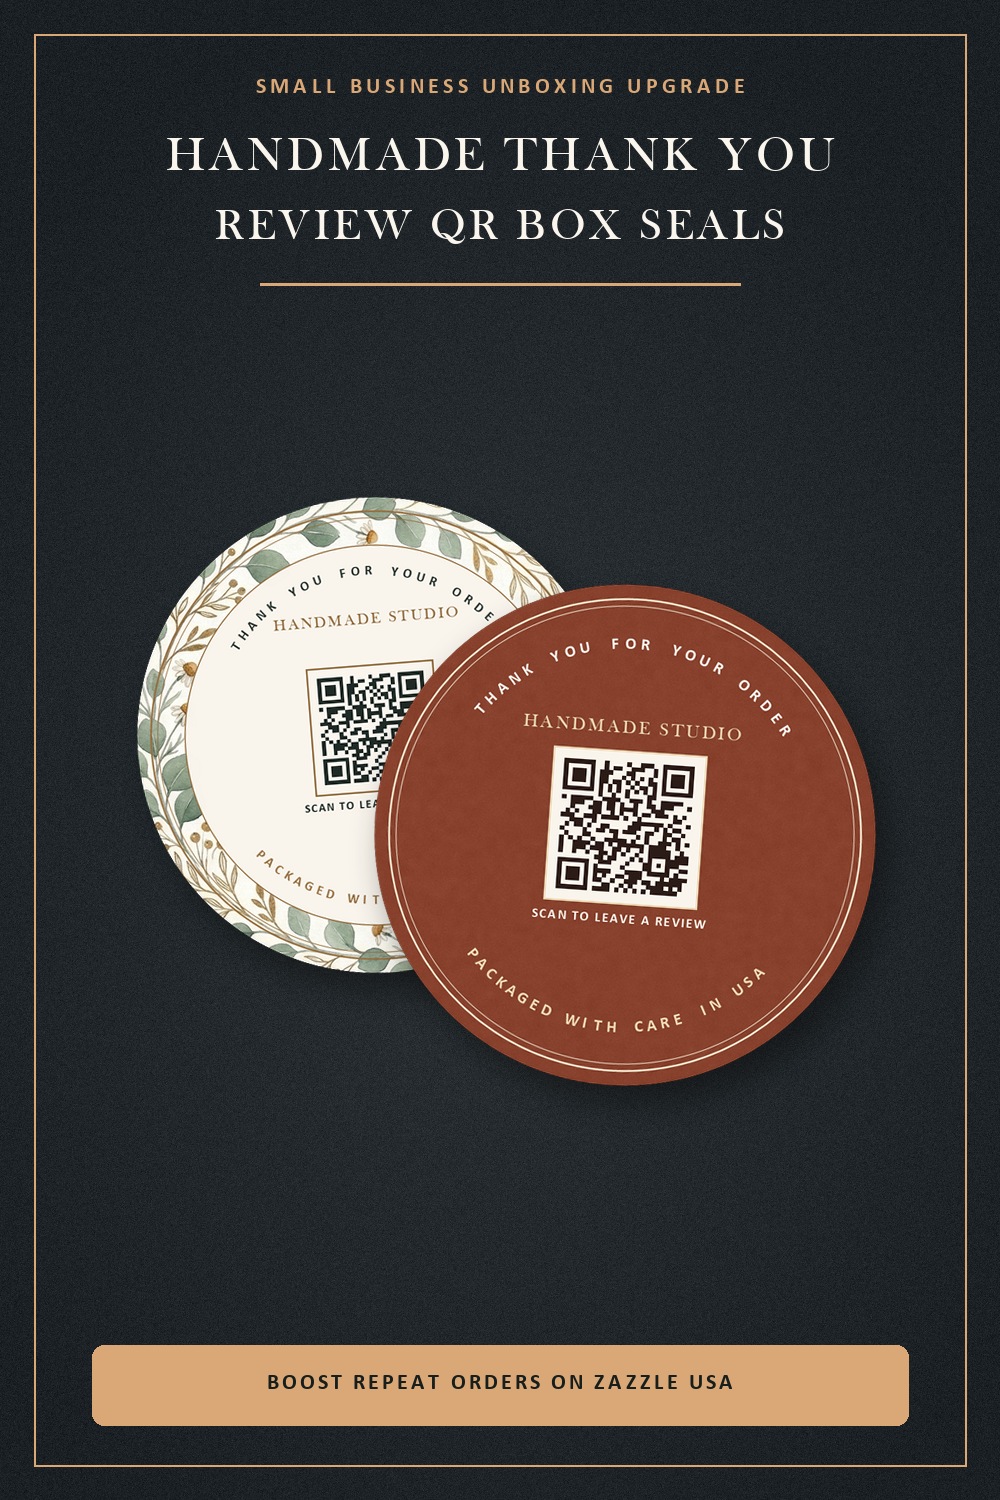 SMALL BUSINESS UNBOXING UPGRADE
HANDMADE THANK YOU
REVIEW QR BOX SEALS
THANK YOU FOR YOUR ORDE
HANDMADE STUDIO
SCAN TO LEA
PACKAGED WIT
THANK YOU FOR YOUR ORDER
HANDMADE STUDIO
SCAN TO LEAVE A REVIEW
PACKAGED WITH CARE IN USA
BOOST REPEAT ORDERS ON ZAZZLE USA